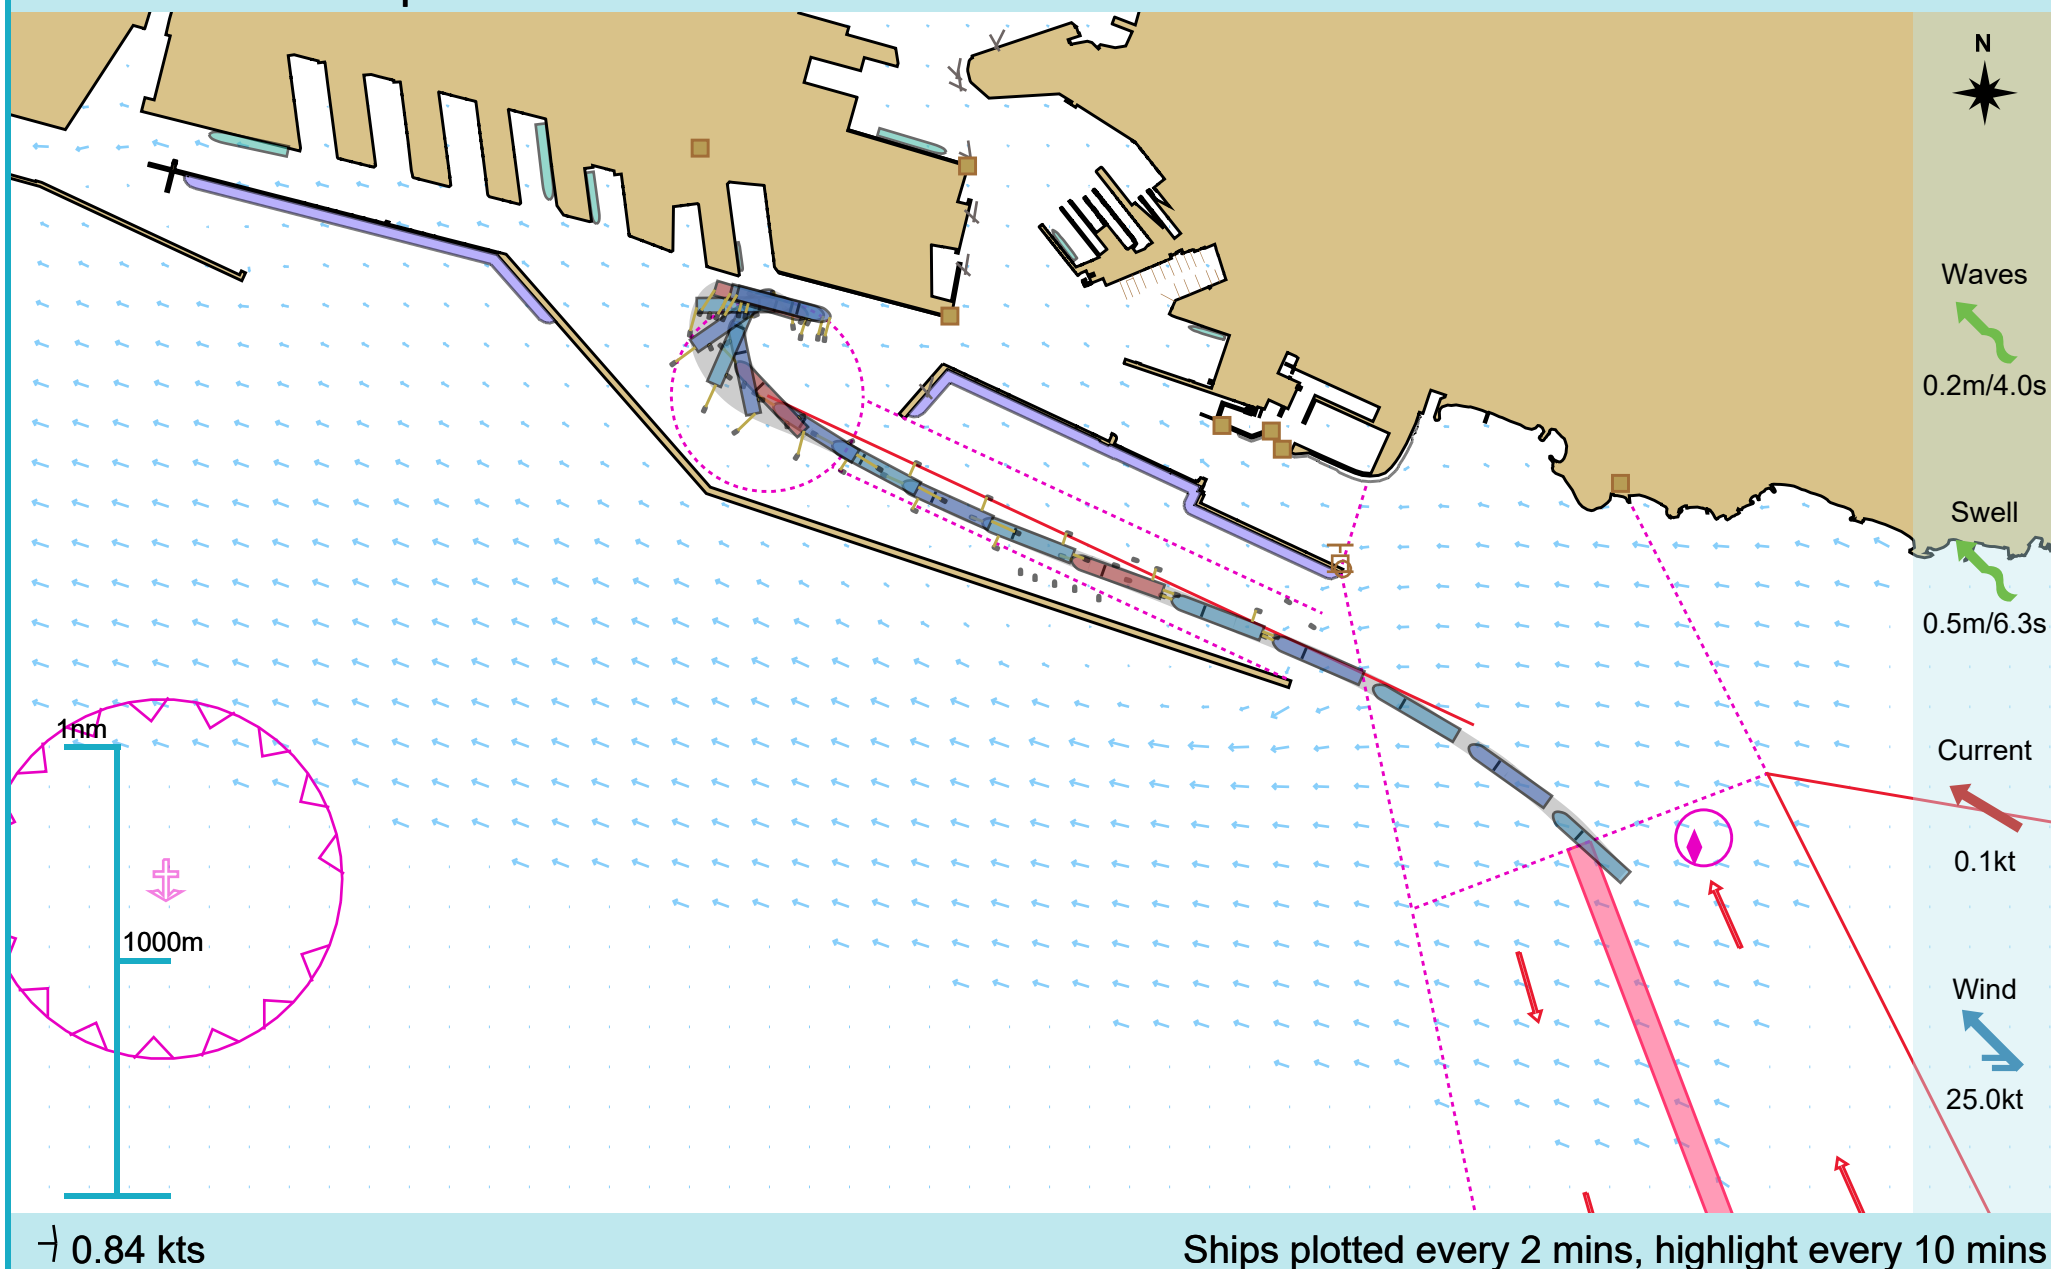 N
Waves
0.2m/4.0s
Swell
0.5m/6.3s
Current
0.1kt
Wind
25.0kt
1nm
1000m
0.84 kts
Ships plotted every 2 mins, highlight every 10 mins